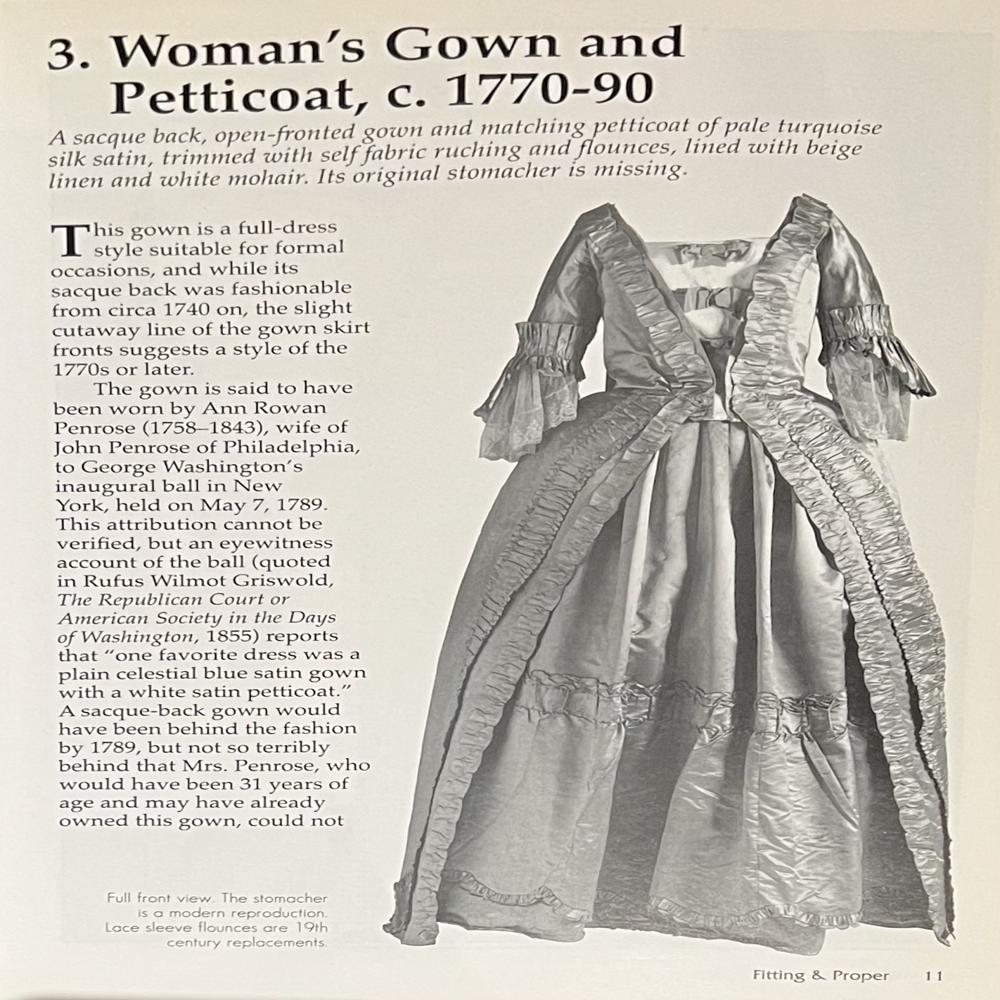 3. Woman's Gown and
Petticoat, c. 1770-90
A sacque back, open-fronted gown and matching petticoat of pale turquoise
silk satin, trimmed with self fabric ruching and flounces, lined with beige
linen and white mohair. Its original stomacher is missing.
This gown is a full-dress
style suitable for formal
occasions, and while its
sacque back was fashionable
from circa 1740 on, the slight
cutaway line of the gown skirt
fronts suggests a style of the
1770s or later.
The gown is said to have
been worn by Ann Rowan
Penrose (1758–1843), wife of
John Penrose of Philadelphia,
to George Washington's
inaugural ball in New
York, held on May 7, 1789.
This attribution cannot be
verified, but an eyewitness
account of the ball (quoted
in Rufus Wilmot Griswold,
The Republican Court or
American Society in the Days
of Washington, 1855) reports
that "one favorite dress was a
plain celestial blue satin gown
with a white satin petticoat."
A sacque-back gown would
have been behind the fashion
by 1789, but not so terribly
behind that Mrs. Penrose, who
would have been 31 years of
age and may have already
owned this gown, could not
Full front view. The stomacher
is a modern reproduction.
Lace sleeve flounces are 19th
century replacements.
Fitting & Proper 11